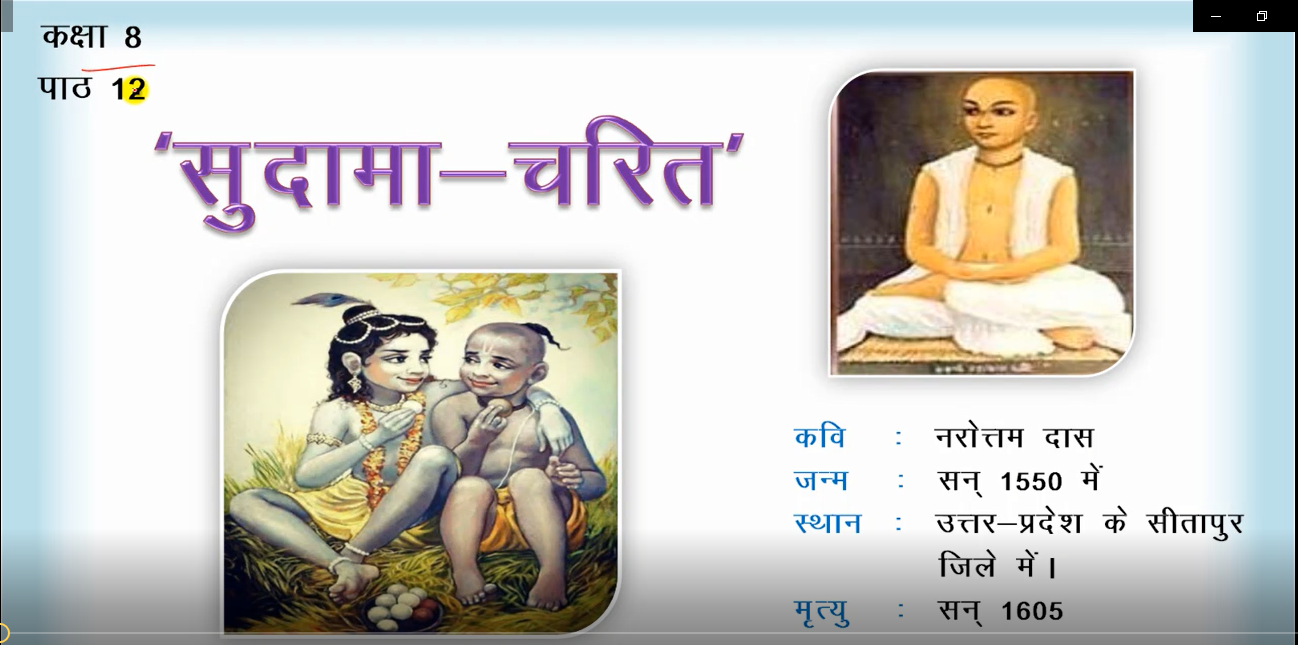 कक्षा 8
पाठ 12
‘सुदामा–चरित’
कवि : नरोत्तम दास
जन्म : सन् 1550 में
स्थान : उत्तर–प्रदेश के सीतापुर
जिले में।
मृत्यु : सन् 1605